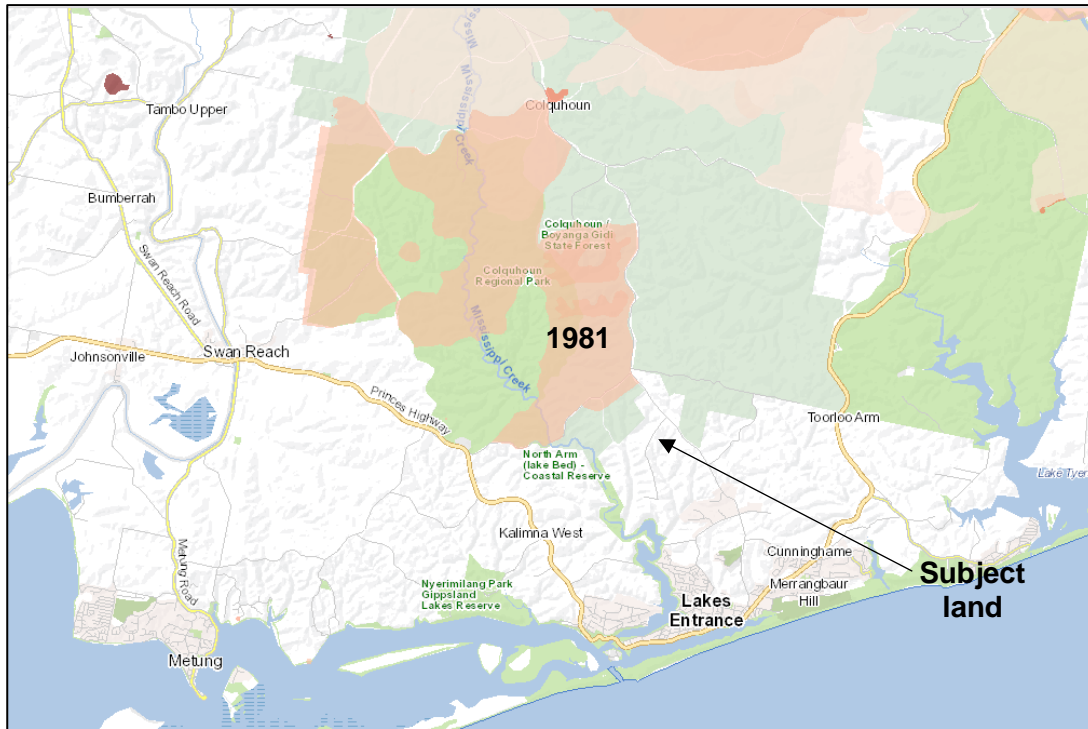 Mississippi Creek
Miss
Tambo Upper
Colquhoun
Bumberrah
Colquhoun /
Boyanga Gidi
State Forest
Swan Reach Road
Colquhoun
Regional Park
Mississippi Creek
1981
Johnsonville
Swan Reach
Princes Highway
Toorloo Arm
North Arm
(lake Bed) -
Coastal Reserve
Lake Tyer
Kalimna West
Metung Road
Cunninghame
Nyerimilang Park
Gippsland
Lakes Reserve
Merrangbaur
Hill
Subject
land
Lakes
Entrance
Metung